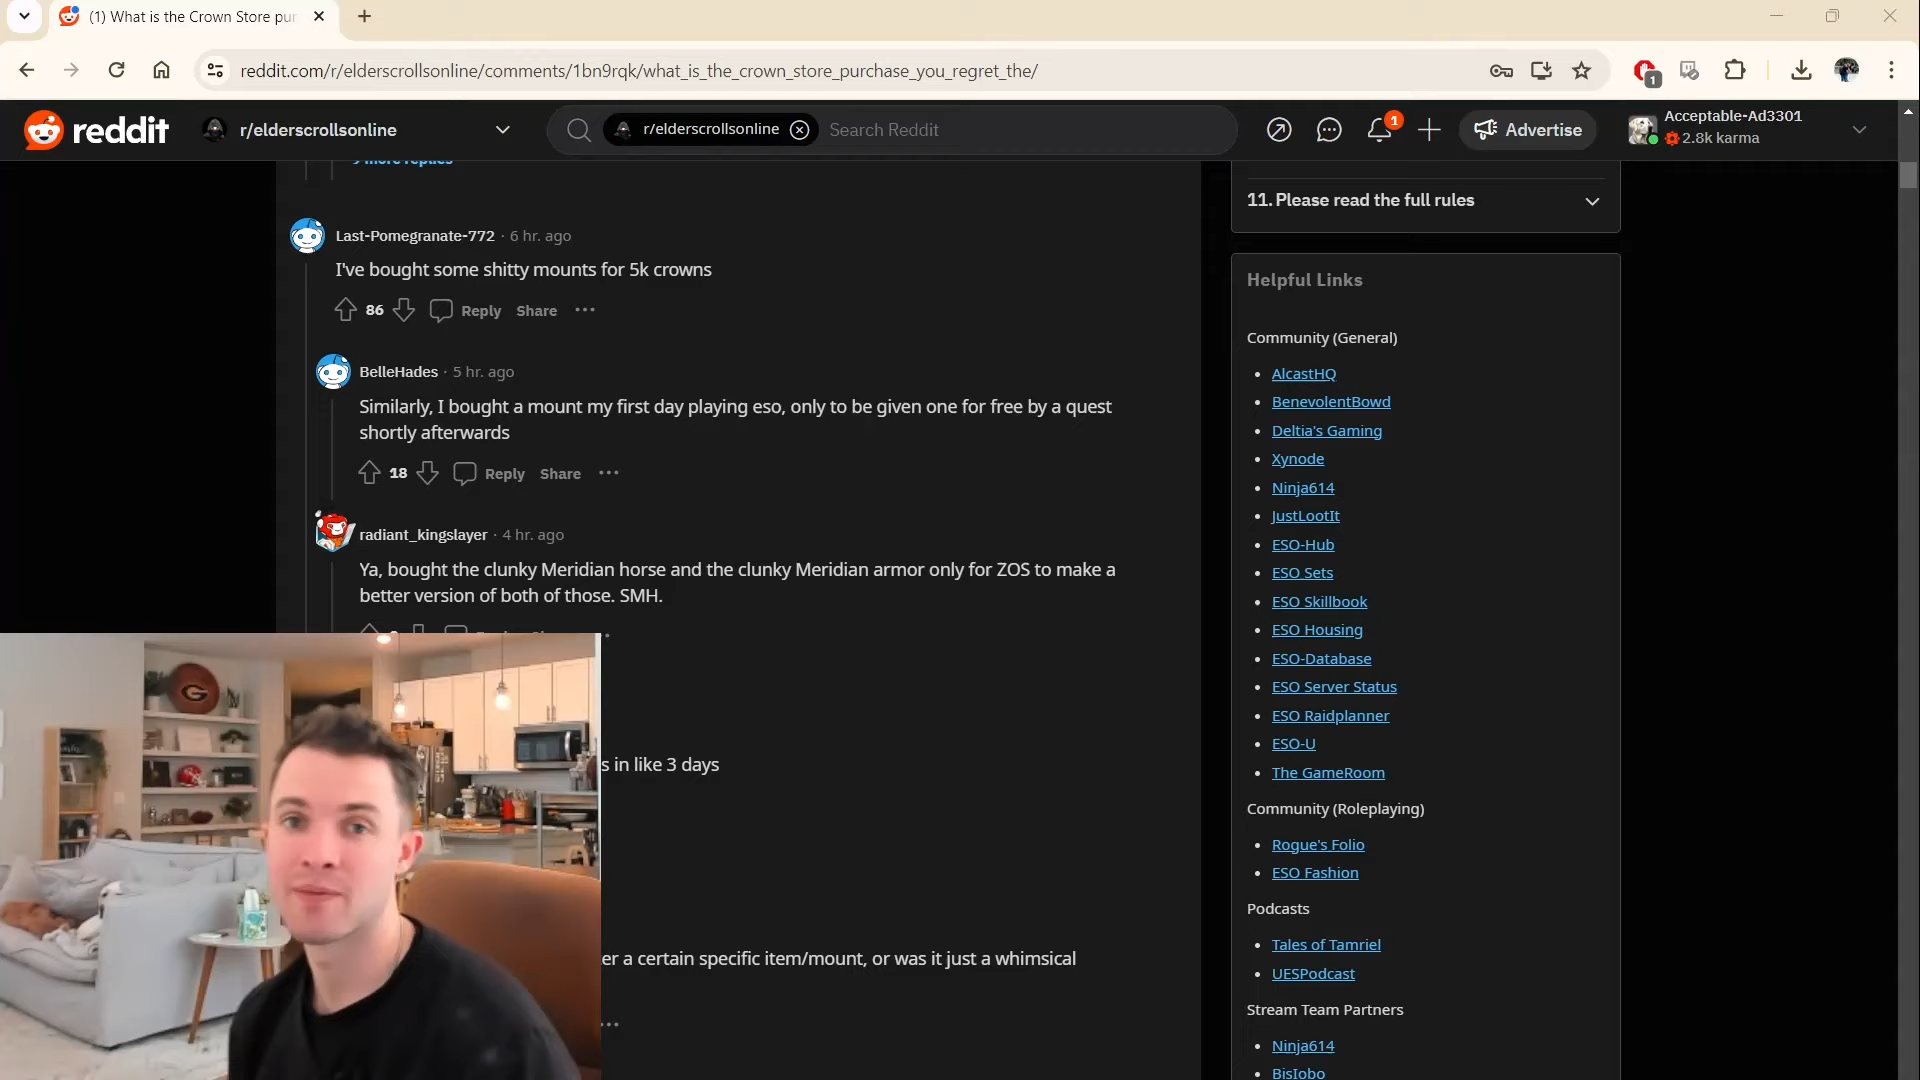 (1) What is the Crown Store pur
reddit.com/r/elderscrollsonline/comments/1bn9rqk/what_is_the_crown_store_purchase_you_regret_the/
1
reddit
r/elderscrollsonline
r/elderscrollsonline
Search Reddit
1
Advertise
Acceptable-Ad3301
2.8k karma
9 more replies
Last-Pomegranate-772 · 6 hr. ago
I've bought some shitty mounts for 5k crowns
86
Reply
Share
BelleHades · 5 hr. ago
Similarly, I bought a mount my first day playing eso, only to be given one for free by a quest
shortly afterwards
18
Reply
Share
radiant_kingslayer · 4 hr. ago
Ya, bought the clunky Meridian horse and the clunky Meridian armor only for ZOS to make a
better version of both of those. SMH.
s in like 3 days
er a certain specific item/mount, or was it just a whimsical
11. Please read the full rules
Helpful Links
Community (General)
AlcastHQ
BenevolentBowd
Deltia's Gaming
Xynode
Ninja614
JustLootIt
ESO-Hub
ESO Sets
ESO Skillbook
ESO Housing
ESO-Database
ESO Server Status
ESO Raidplanner
ESO-U
The GameRoom
Community (Roleplaying)
Rogue's Folio
ESO Fashion
Podcasts
Tales of Tamriel
UESPodcast
Stream Team Partners
Ninja614
BisIobo